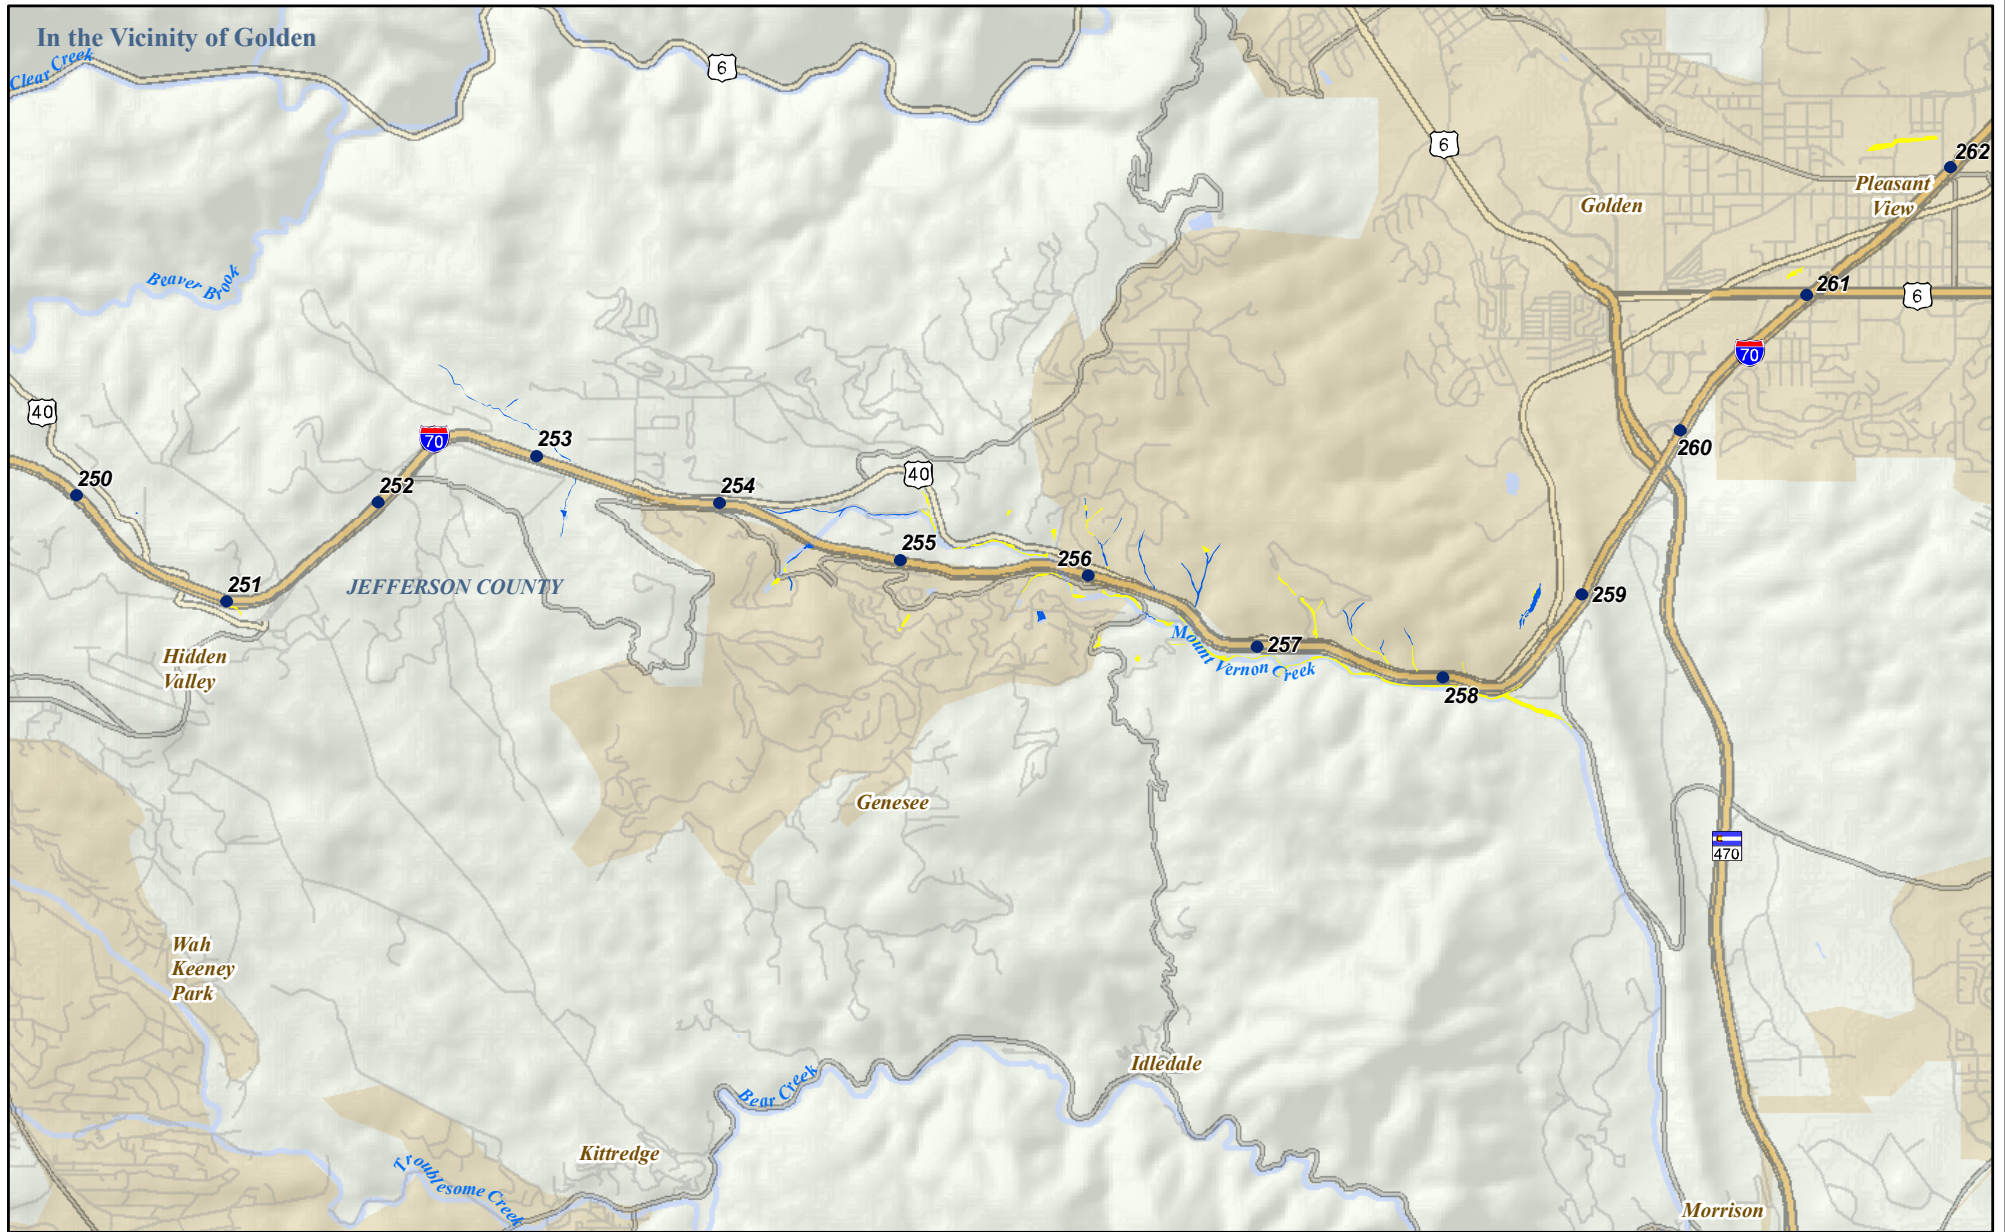 In the Vicinity of Golden
Clear Creek
6
6
262
Pleasant
View
Golden
Beaver Brook
261
6
70
40
70
253
260
250
252
254
40
255
256
251
JEFFERSON COUNTY
259
Hidden
Valley
Mount Vernon Creek
257
258
Genesee
470
Wah
Keeney
Park
Idledale
Bear Creek
Kittredge
Troublesome Creek
Morrison